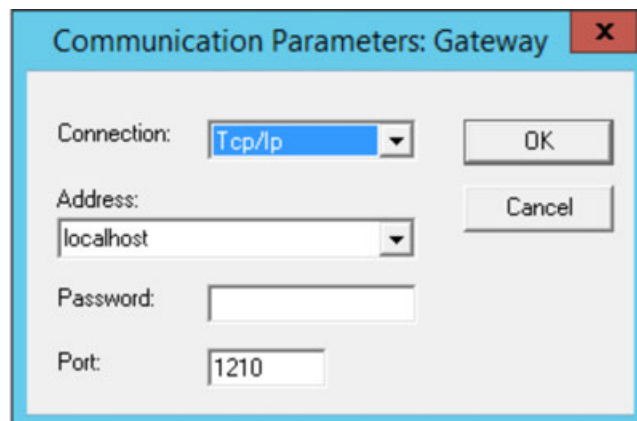 Communication Parameters: Gateway x
Connection: Tcp/Ip OK
Address: Cancel
localhost
Password:
Port: 1210